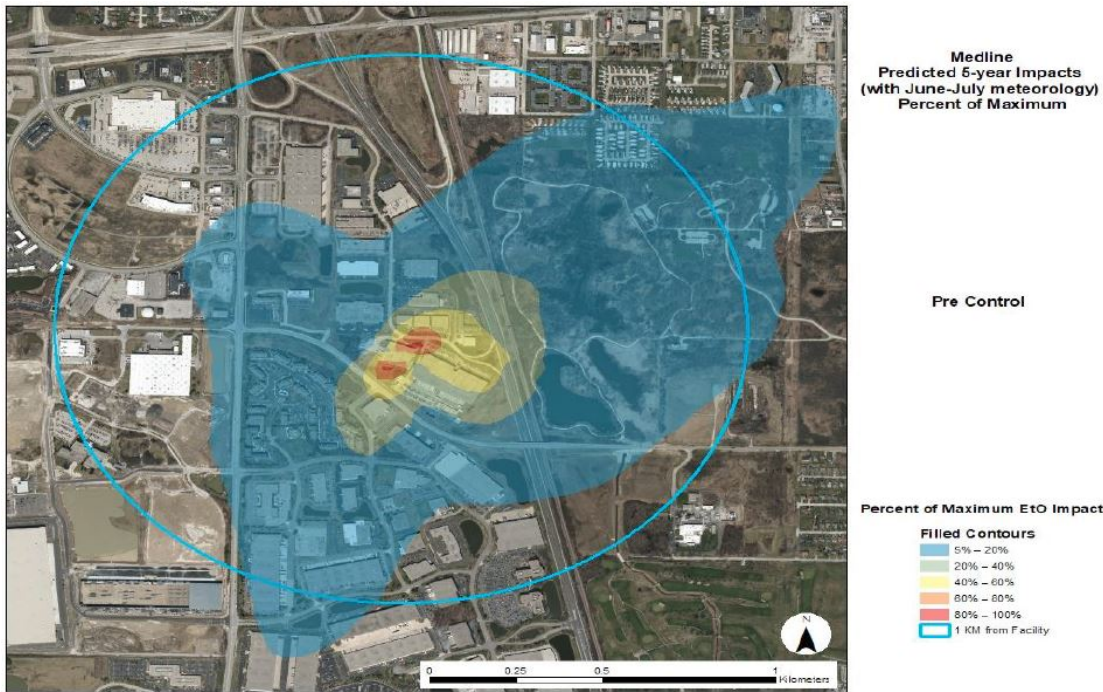 Medline
Predicted 5-year Impacts
(with June-July meteorology)
Percent of Maximum
Pre Control
Percent of Maximum EtO Impact
Filled Contours
5% – 20%
20% – 40%
40% – 60%
60% – 80%
80% – 100%
1 KM from Facility
N
0 0.25 0.5 1
Kilometers